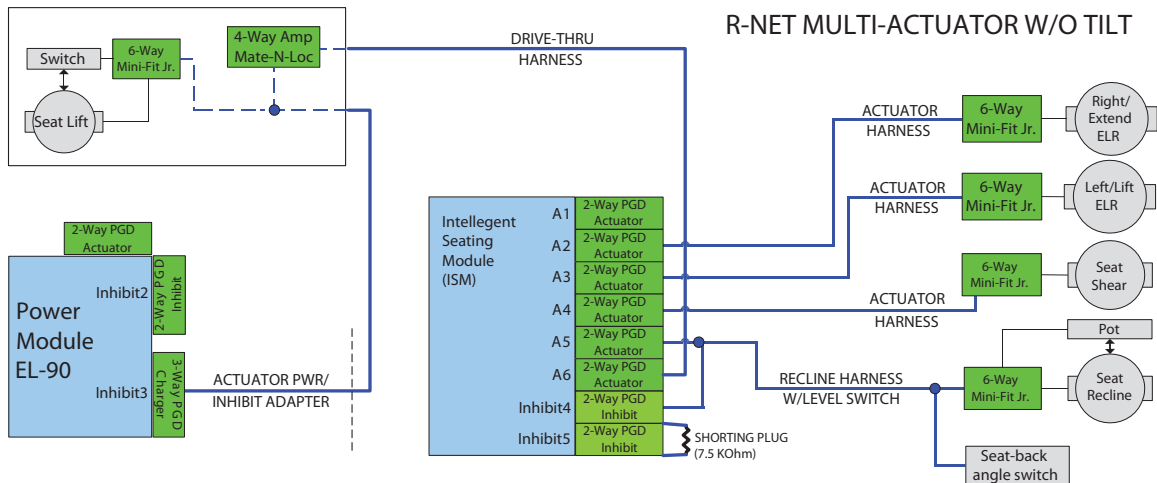 R-NET MULTI-ACTUATOR W/O TILT
Switch
6-Way
Mini-Fit Jr.
4-Way Amp
Mate-N-Loc
Seat Lift
DRIVE-THRU
HARNESS
2-Way PGD
Actuator
Power
Module
EL-90
Inhibit2
2-Way PGD
Inhibit
Inhibit3
3-Way PGD
Charger
ACTUATOR PWR/
INHIBIT ADAPTER
Intellegent
Seating
Module
(ISM)
A1
2-Way PGD
Actuator
A2
2-Way PGD
Actuator
A3
2-Way PGD
Actuator
A4
2-Way PGD
Actuator
A5
2-Way PGD
Actuator
A6
2-Way PGD
Actuator
Inhibit4
2-Way PGD
Inhibit
Inhibit5
2-Way PGD
Inhibit
SHORTING PLUG
(7.5 KOhm)
ACTUATOR
HARNESS
6-Way
Mini-Fit Jr.
Right/
Extend
ELR
ACTUATOR
HARNESS
6-Way
Mini-Fit Jr.
Left/Lift
ELR
ACTUATOR
HARNESS
6-Way
Mini-Fit Jr.
Seat
Shear
RECLINE HARNESS
W/LEVEL SWITCH
6-Way
Mini-Fit Jr.
Pot
Seat
Recline
Seat-back
angle switch